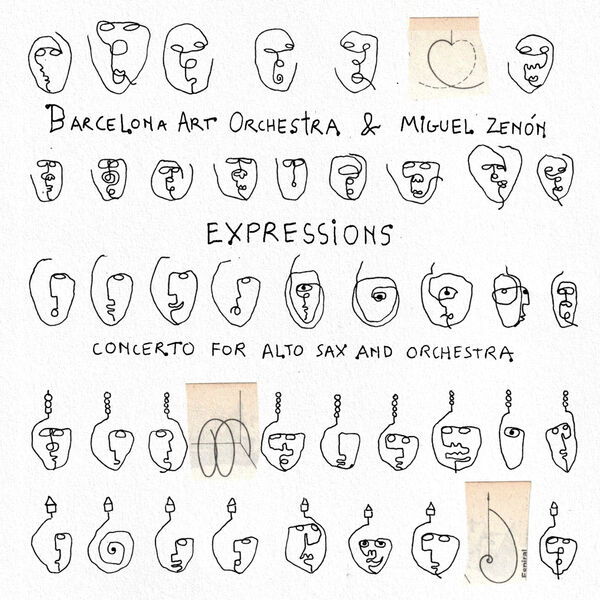 BARCELONA ART ORCHESTRA & MIGUEL ZENÓN
EXPRESSIONS
CONCERTO FOR ALTO SAX AND ORCHESTRA